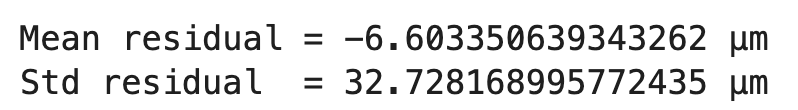 Mean residual = −6.603350639343262 μm
Std residual  = 32.728168995772435 μm